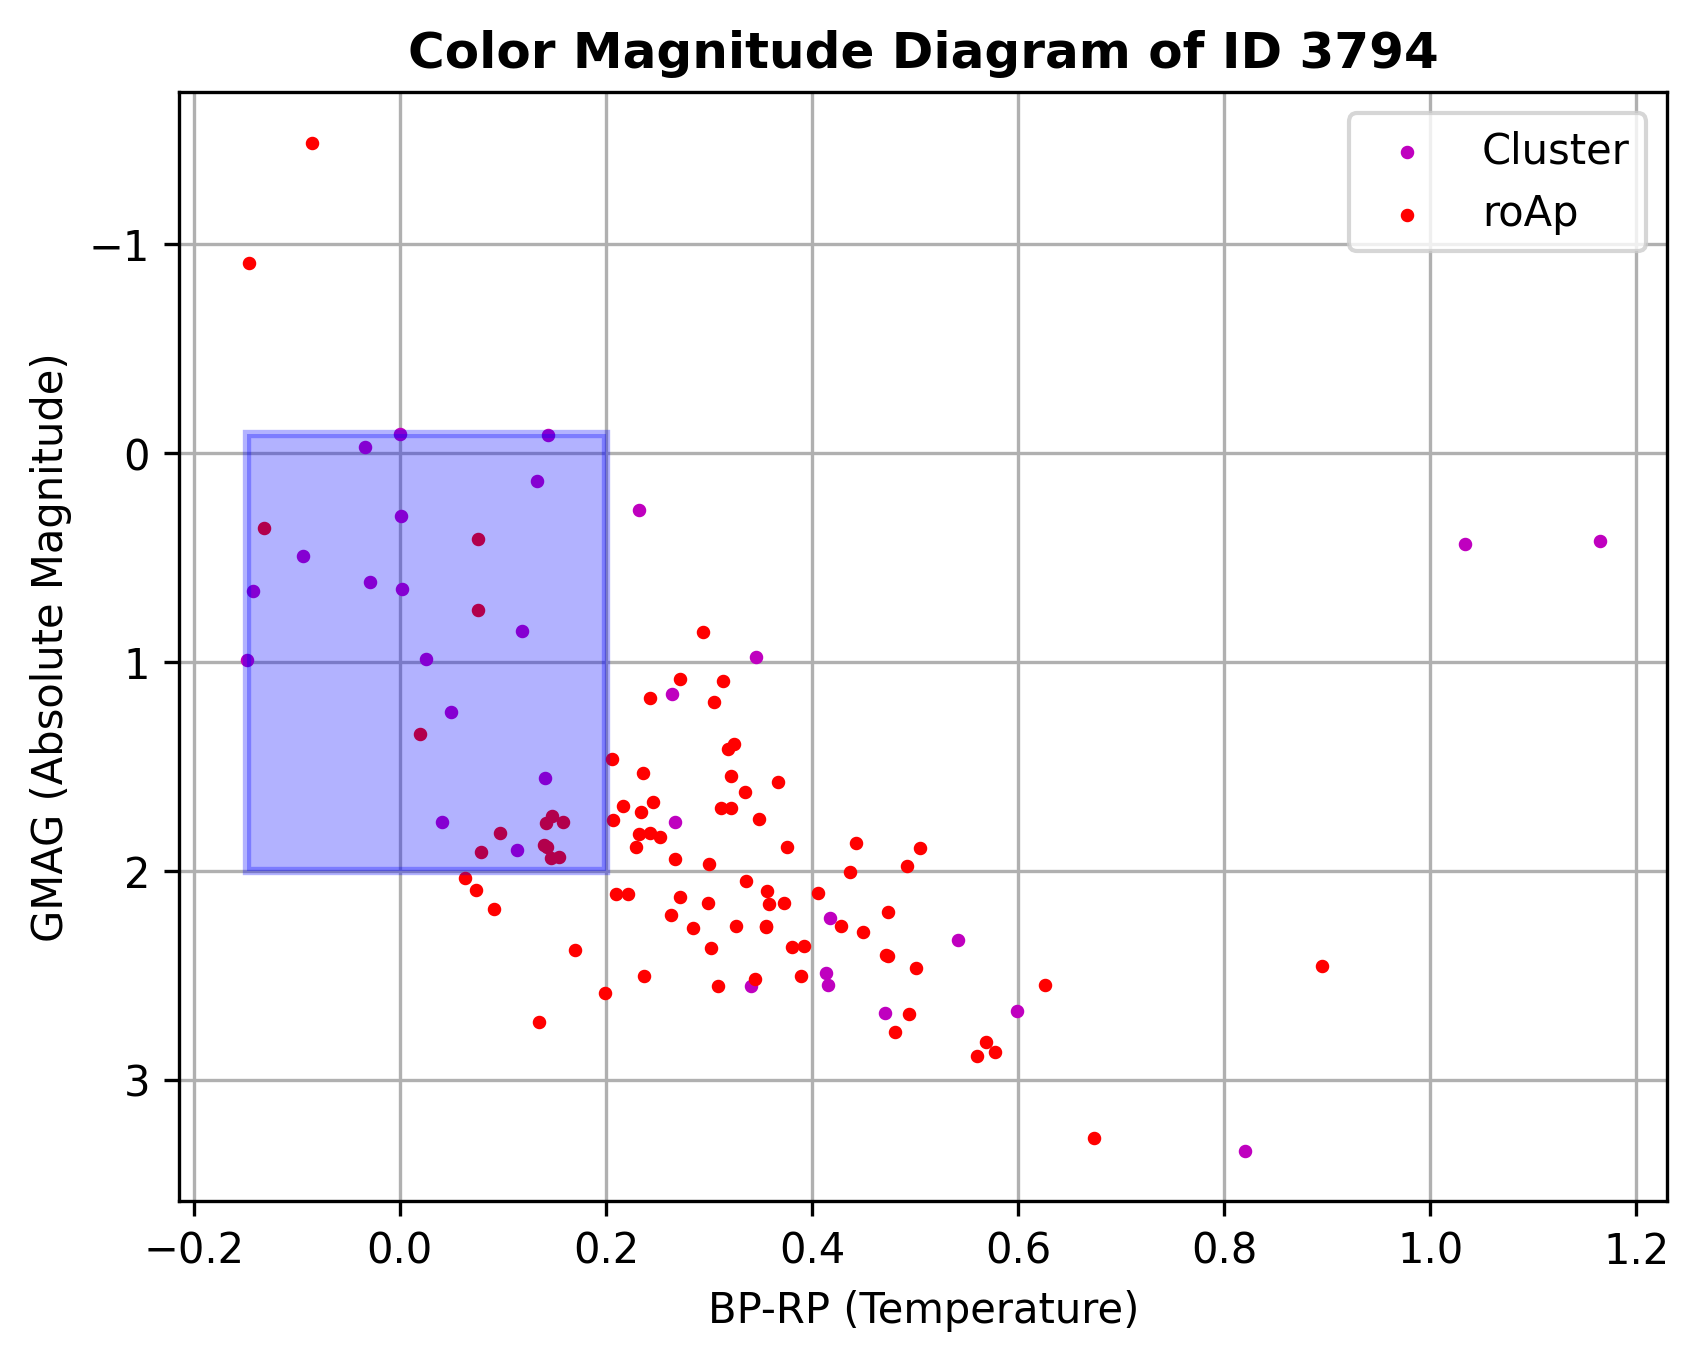 Color Magnitude Diagram of ID 3794
Cluster
roAp
GMAG (Absolute Magnitude)
−1
0
1
2
3
−0.2 0.0 0.2 0.4 0.6 0.8 1.0 1.2
BP-RP (Temperature)